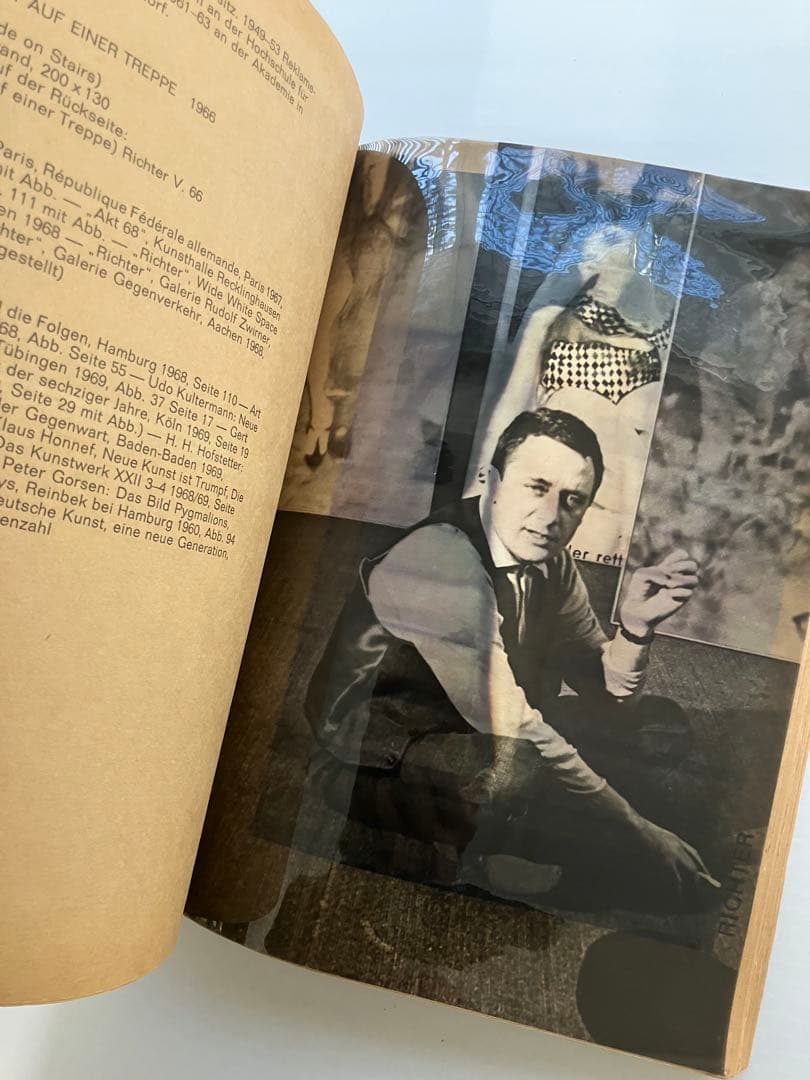 itz. 1949–53 Reklame-
n an der Hochschule für
961–63 an der Akademie in
orf.
AUF EINER TREPPE 1966
de on Stairs)
and, 200 x 130
uf der Rückseite:
f einer Treppe) Richter V. 66
Paris, République Fédérale allemande, Paris 1967,
mit Abb. — „Akt 68", Kunsthalle Recklinghausen
. 111 mit Abb. — „Richter", Wide White Space
en 1968 — „Richter", Galerie Rudolf Zwirner,
chter", Galerie Gegenverkehr, Aachen 1968,
gestellt)
d die Folgen, Hamburg 1968, Seite 110 — Art
68, Abb. Seite 55 — Udo Kultermann: Neue
Tübingen 1969, Abb. 37 Seite 17 — Gert
t der sechziger Jahre, Köln 1969, Seite 19
, Seite 29 mit Abb.) — H. H. Hofstetter:
der Gegenwart, Baden-Baden 1969,
Klaus Honnef, Neue Kunst ist Trumpf, Die
Das Kunstwerk XXII 3–4 1968/69, Seite
Peter Gorsen: Das Bild Pygmalions,
ys, Reinbek bei Hamburg 1960, Abb. 94
eutsche Kunst, eine neue Generation,
enzahl
der rett
RICHTER